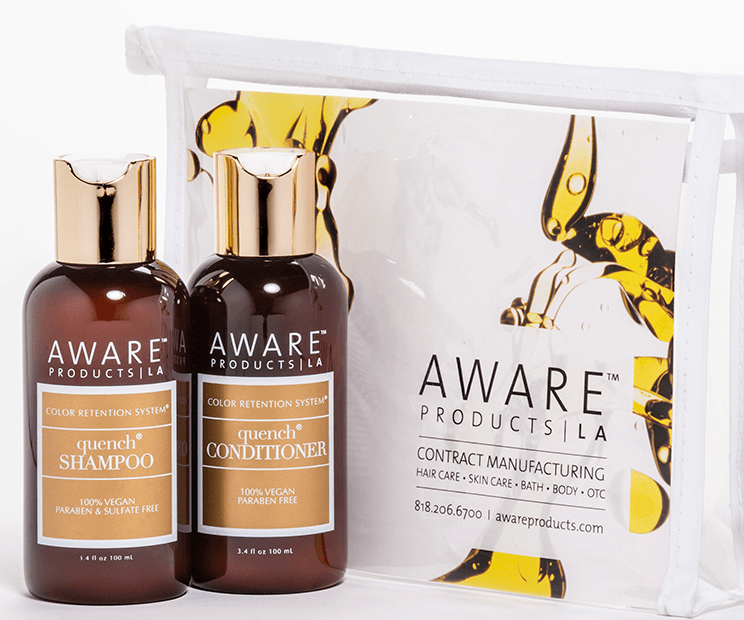 AWARE™
PRODUCTS|LA
COLOR RETENTION SYSTEM®
quench®
SHAMPOO
100% VEGAN
PARABEN & SULFATE FREE
3.4 fl oz 100 mL
AWARE™
PRODUCTS|LA
COLOR RETENTION SYSTEM®
quench®
CONDITIONER
100% VEGAN
PARABEN FREE
3.4 fl oz 100 mL
AWARE™
PRODUCTS|LA
CONTRACT MANUFACTURING
HAIR CARE • SKIN CARE • BATH • BODY • OTC
818.206.6700 | awareproducts.com